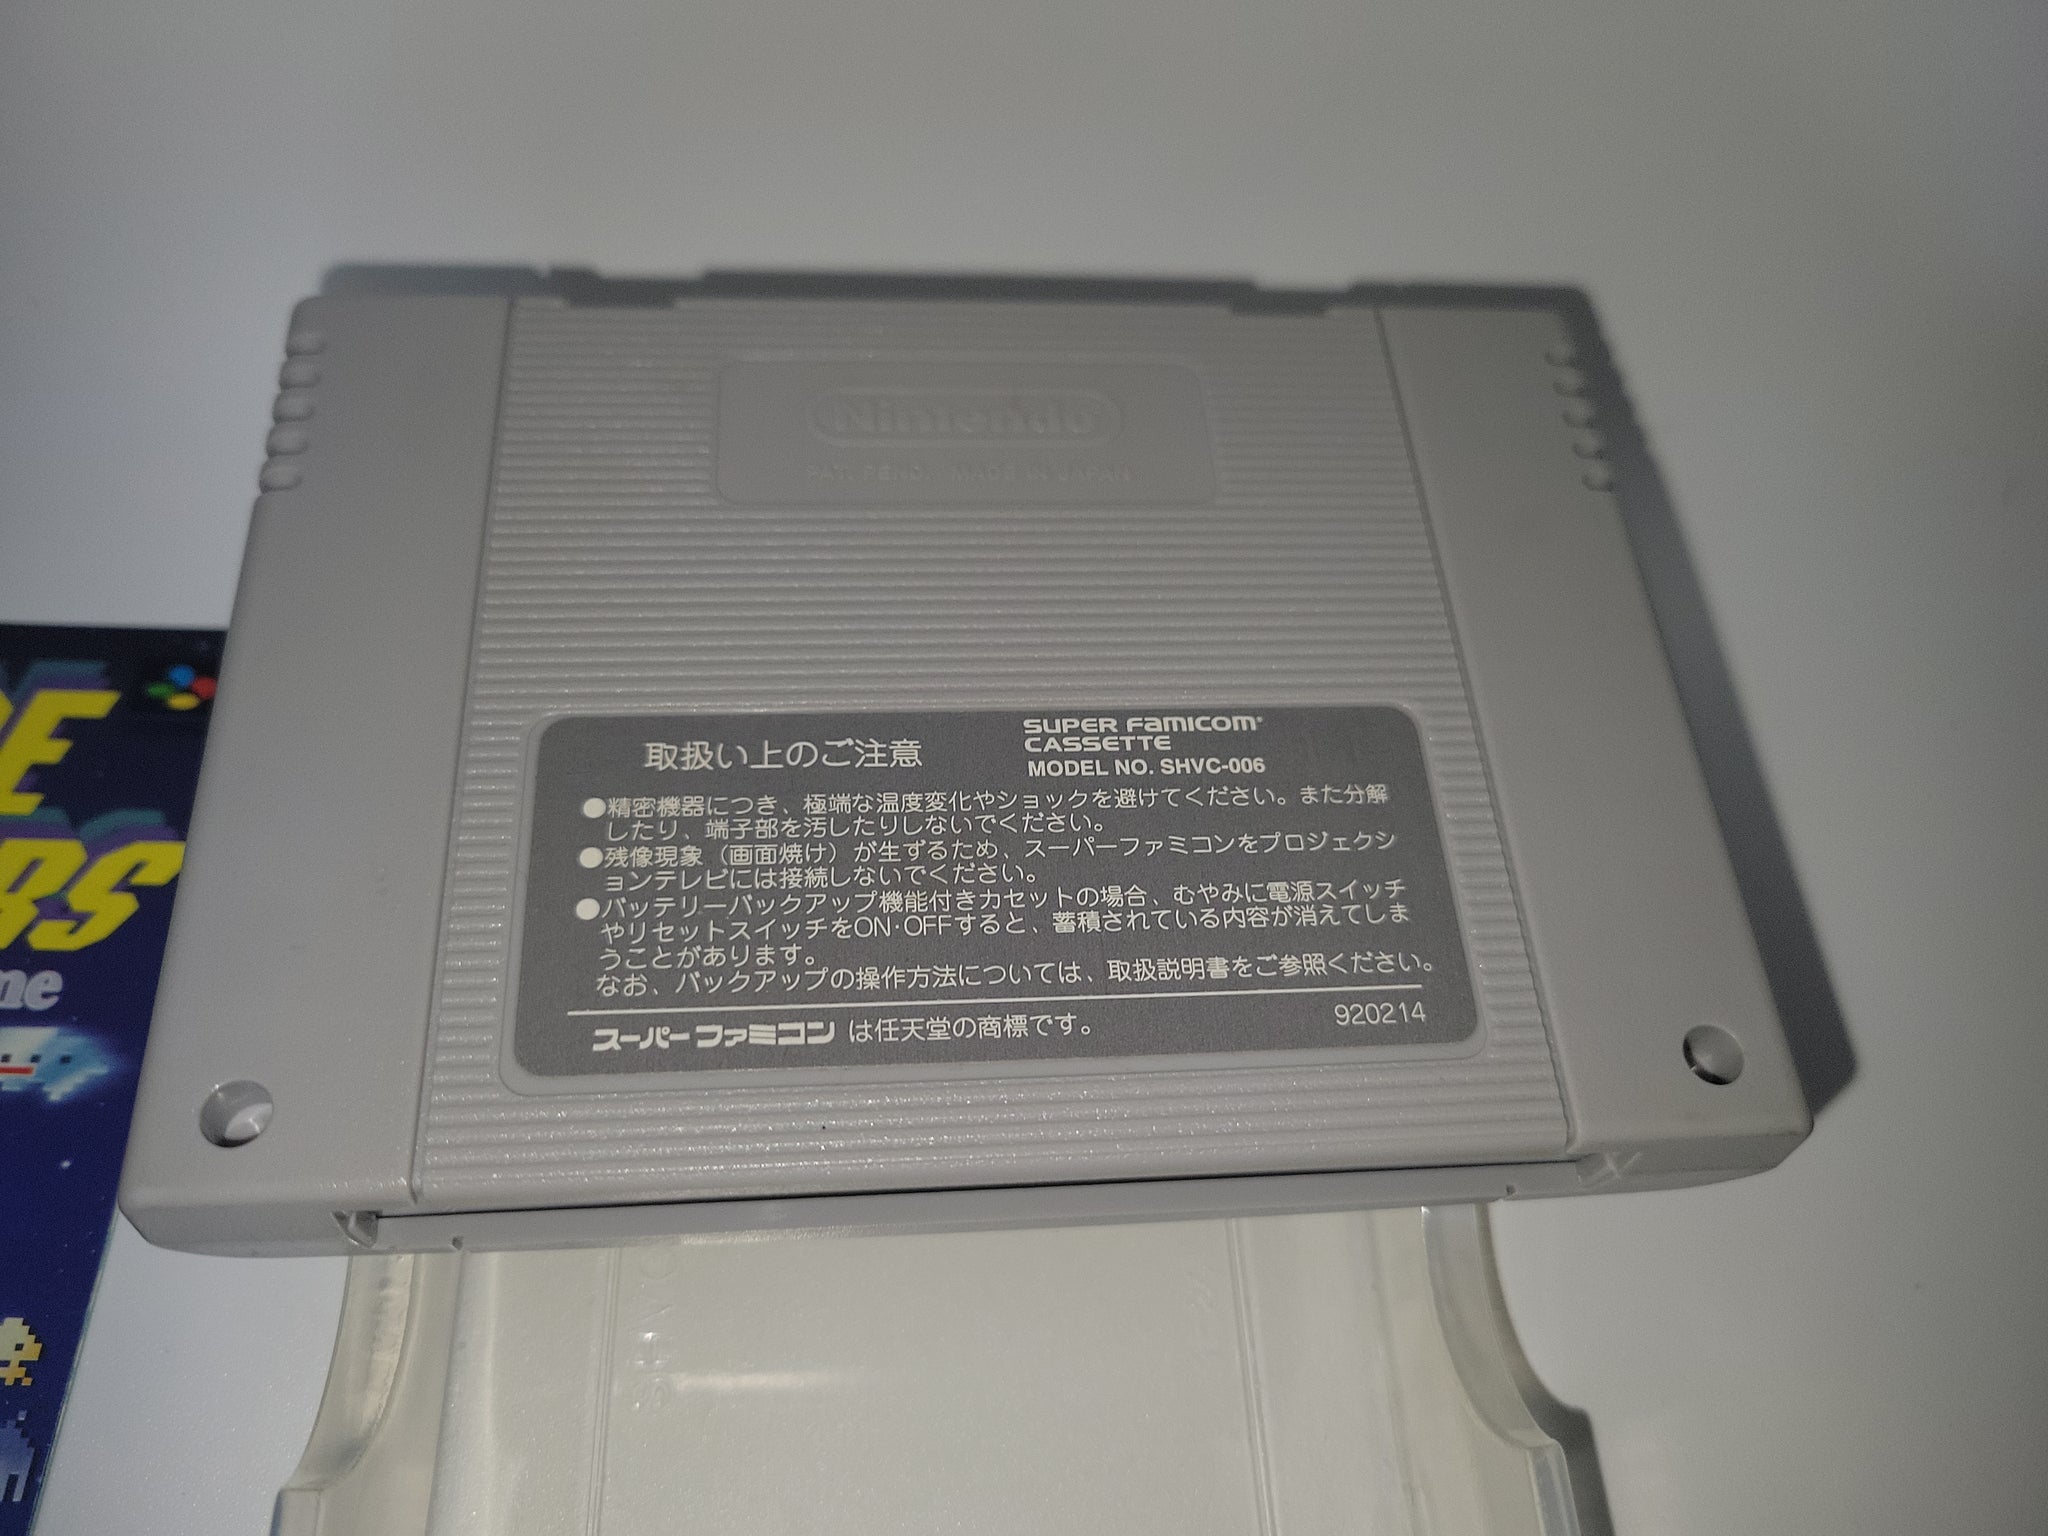 Nintendo
PAT. PEND. MADE IN JAPAN
取扱い上のご注意
SUPER FAMICOM
CASSETTE
MODEL NO. SHVC-006
●精密機器につき、極端な温度変化やショックを避けてください。また分解
したり、端子部を汚したりしないでください。
●残像現象（画面焼け）が生ずるため、スーパーファミコンをプロジェクシ
ョンテレビには接続しないでください。
●バッテリーバックアップ機能付きカセットの場合、むやみに電源スイッチ
やリセットスイッチをON·OFFすると、蓄積されている内容が消えてしま
うことがあります。
なお、バックアップの操作方法については、取扱説明書をご参照ください。
スーパーファミコン は任天堂の商標です。
920214